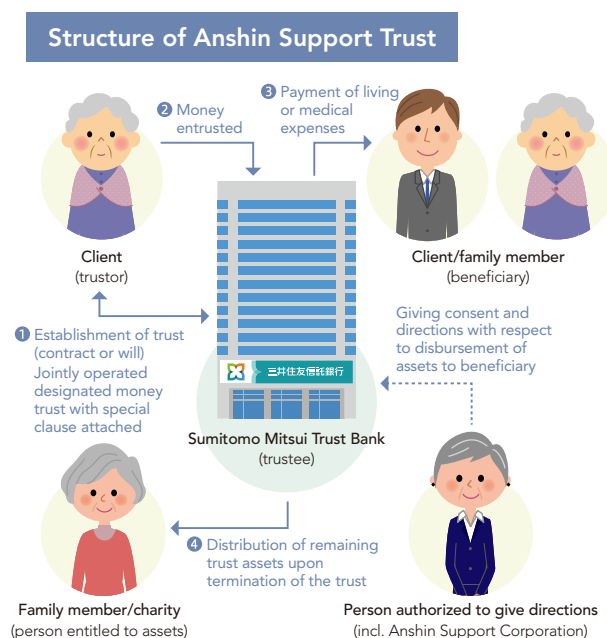 Structure of Anshin Support Trust
2 Money
entrusted
3 Payment of living
or medical
expenses
Client
(trustor)
Client/family member
(beneficiary)
1 Establishment of trust
(contract or will)
Jointly operated
designated money
trust with special
clause attached
Giving consent and
directions with respect
to disbursement of
assets to beneficiary
三井住友信託銀行
Sumitomo Mitsui Trust Bank
(trustee)
4 Distribution of remaining
trust assets upon
termination of the trust
Family member/charity
(person entitled to assets)
Person authorized to give directions
(incl. Anshin Support Corporation)